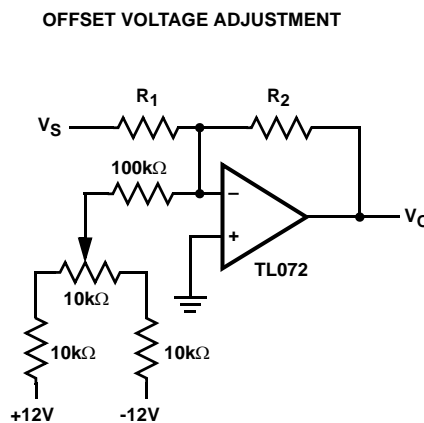 OFFSET VOLTAGE ADJUSTMENT
R1
R2
VS
100kΩ
−
+
VO
TL072
10kΩ
10kΩ
10kΩ
+12V
-12V